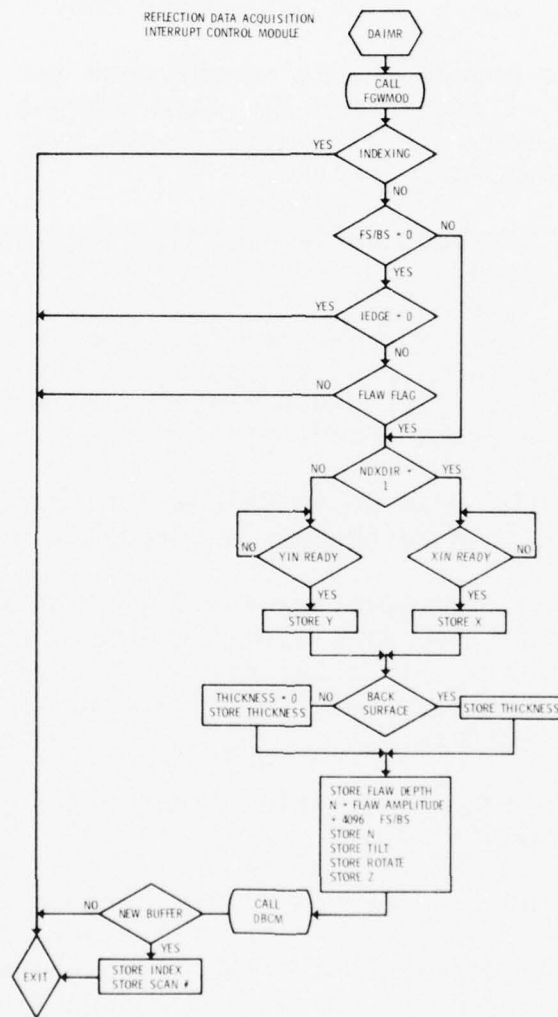 REFLECTION DATA ACQUISITION
INTERRUPT CONTROL MODULE
DAIMR
CALL
FGWMOD
YES
INDEXING
NO
FS/BS = 0
NO
YES
YES
IEDGE = 0
NO
NO
FLAW FLAG
YES
NO
NDXDIR =
1
YES
NO
YIN READY
XIN READY
NO
YES
YES
STORE Y
STORE X
THICKNESS = 0
STORE THICKNESS
NO
BACK
SURFACE
YES
STORE THICKNESS
STORE FLAW DEPTH
N = FLAW AMPLITUDE
+ 4096 FS/BS
STORE N
STORE TILT
STORE ROTATE
STORE Z
NO
NEW BUFFER
CALL
DBCM
YES
EXIT
STORE INDEX
STORE SCAN #